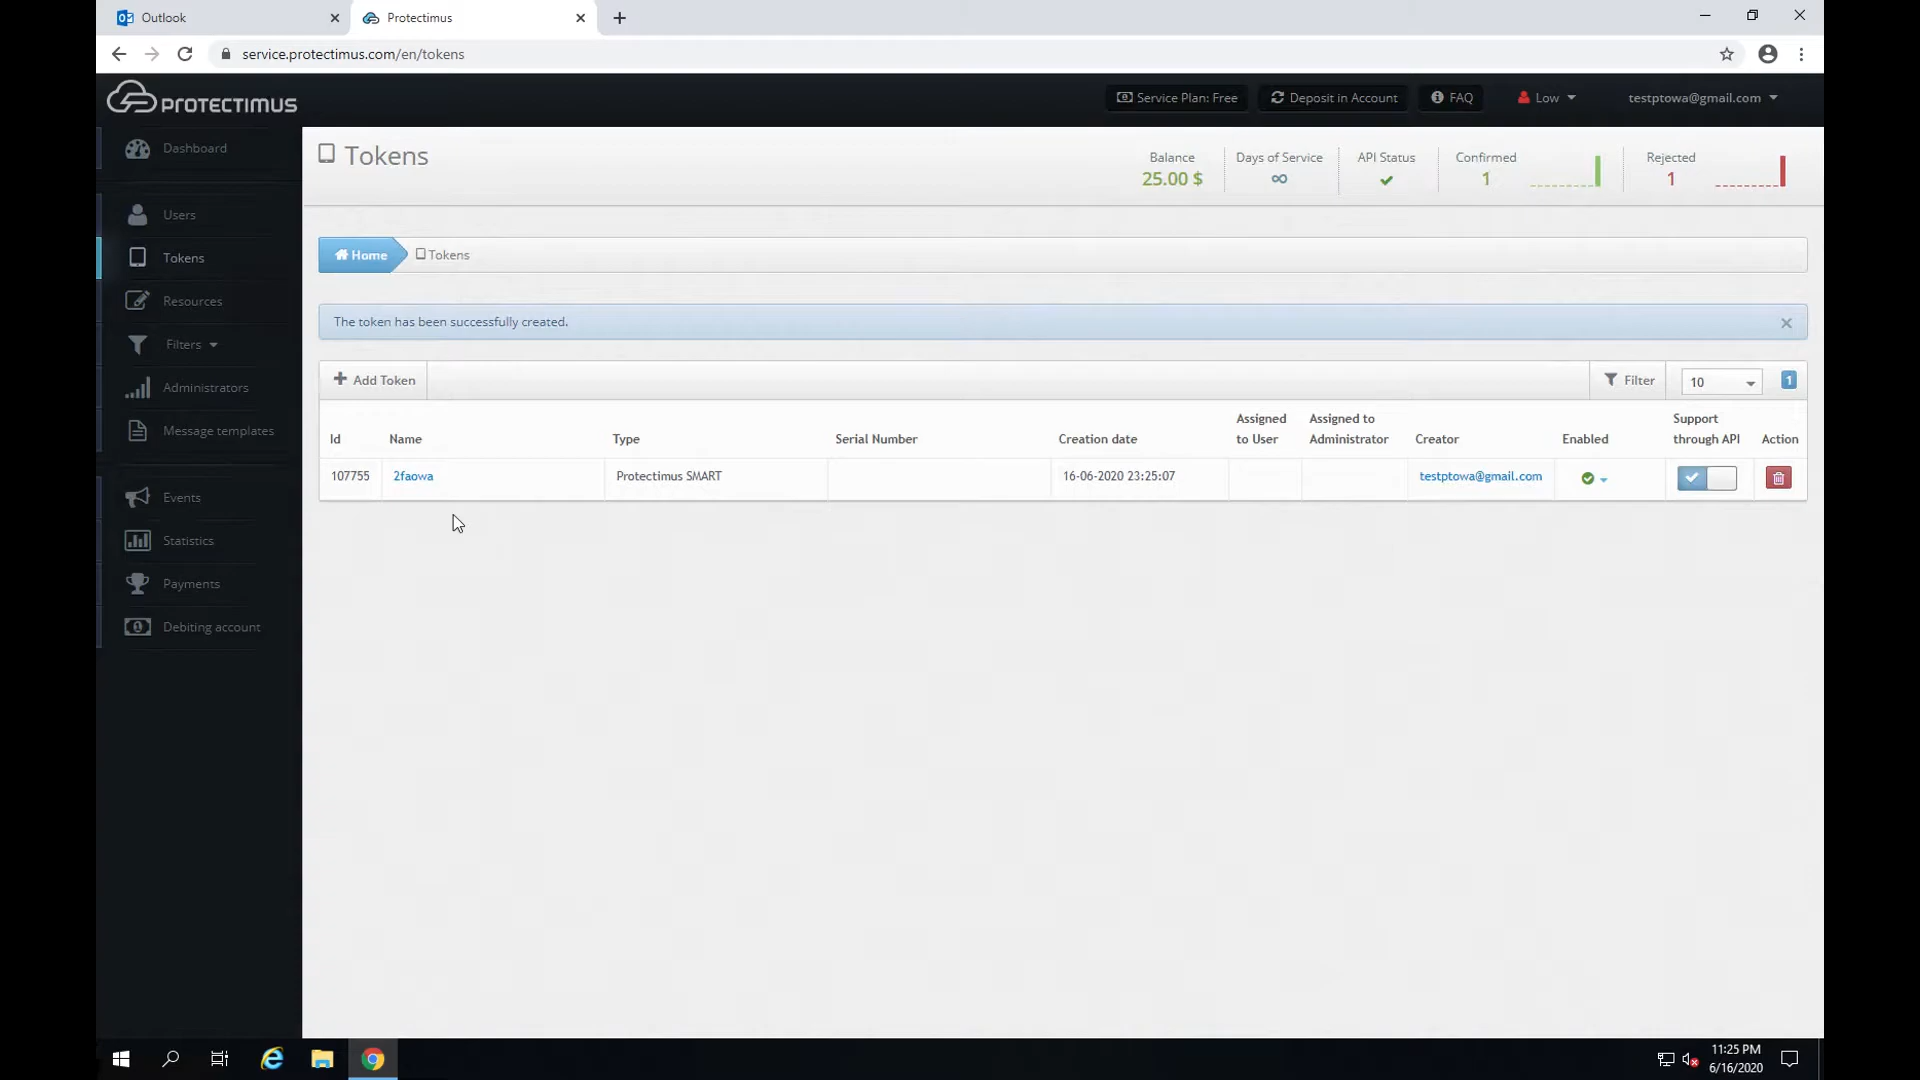 Outlook
Protectimus
service.protectimus.com/en/tokens
PROTECTIMUS
Service Plan: Free
Deposit in Account
FAQ
Low
testptowa@gmail.com
Dashboard
Users
Tokens
Resources
Filters
Administrators
Message templates
Events
Statistics
Payments
Debiting account
Tokens
Balance
25.00 $
Days of Service
∞
API Status
Confirmed
1
Rejected
1
Home
Tokens
The token has been successfully created.
Add Token
Filter
10
1
Id
Name
Type
Serial Number
Creation date
Assigned to User
Assigned to Administrator
Creator
Enabled
Support through API
Action
107755
2faowa
Protectimus SMART
16-06-2020 23:25:07
testptowa@gmail.com
11:25 PM
6/16/2020